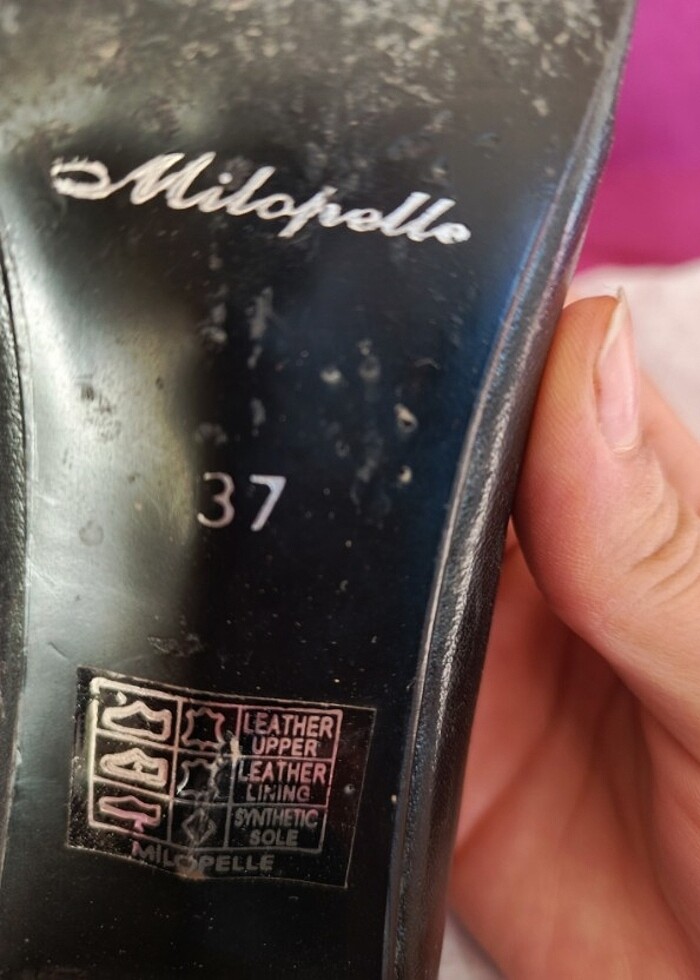 Milopelle
37
LEATHER
UPPER
LEATHER
LINING
SYNTHETIC
SOLE
MILOPELLE